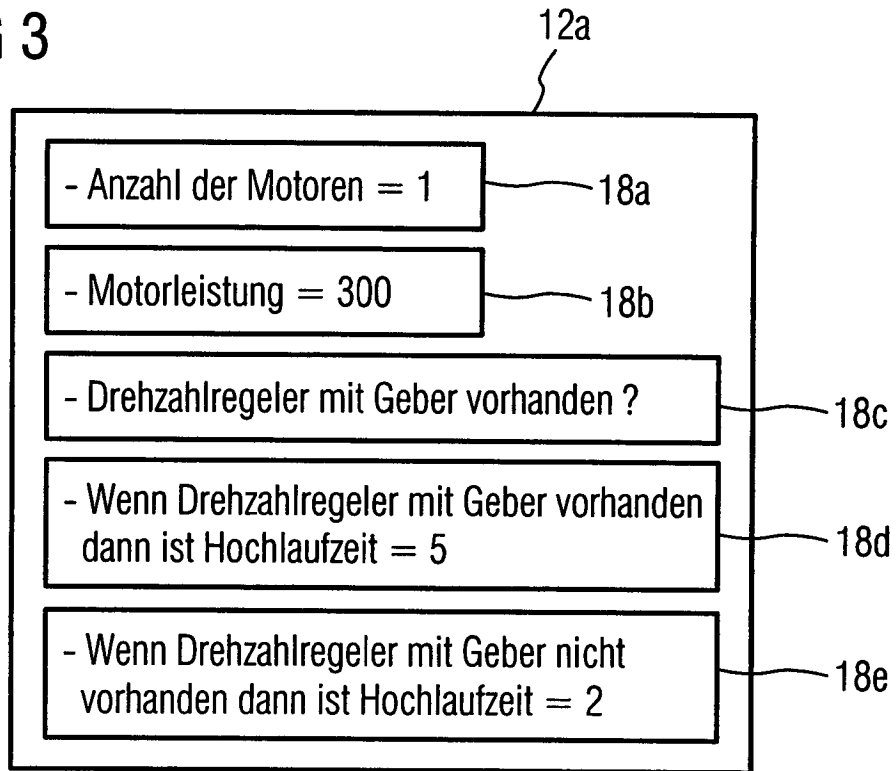 3
12a
- Anzahl der Motoren = 1
18a
- Motorleistung = 300
18b
- Drehzahlregeler mit Geber vorhanden ?
18c
- Wenn Drehzahlregeler mit Geber vorhanden
dann ist Hochlaufzeit = 5
18d
- Wenn Drehzahlregeler mit Geber nicht
vorhanden dann ist Hochlaufzeit = 2
18e